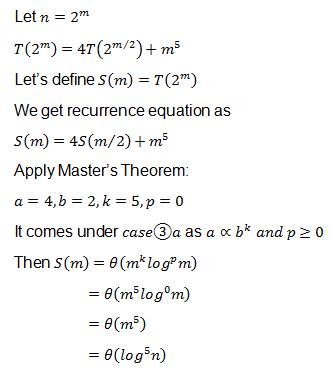 Let n = 2^m
T(2^m) = 4T(2^{m/2}) + m^5
Let's define S(m) = T(2^m)
We get recurrence equation as
S(m) = 4S(m/2) + m^5
Apply Master's Theorem:
a = 4, b = 2, k = 5, p = 0
It comes under case③a as a ∝ b^k and p ≥ 0
Then S(m) = θ(m^k log^p m)
= θ(m^5 log^0 m)
= θ(m^5)
= θ(log^5 n)